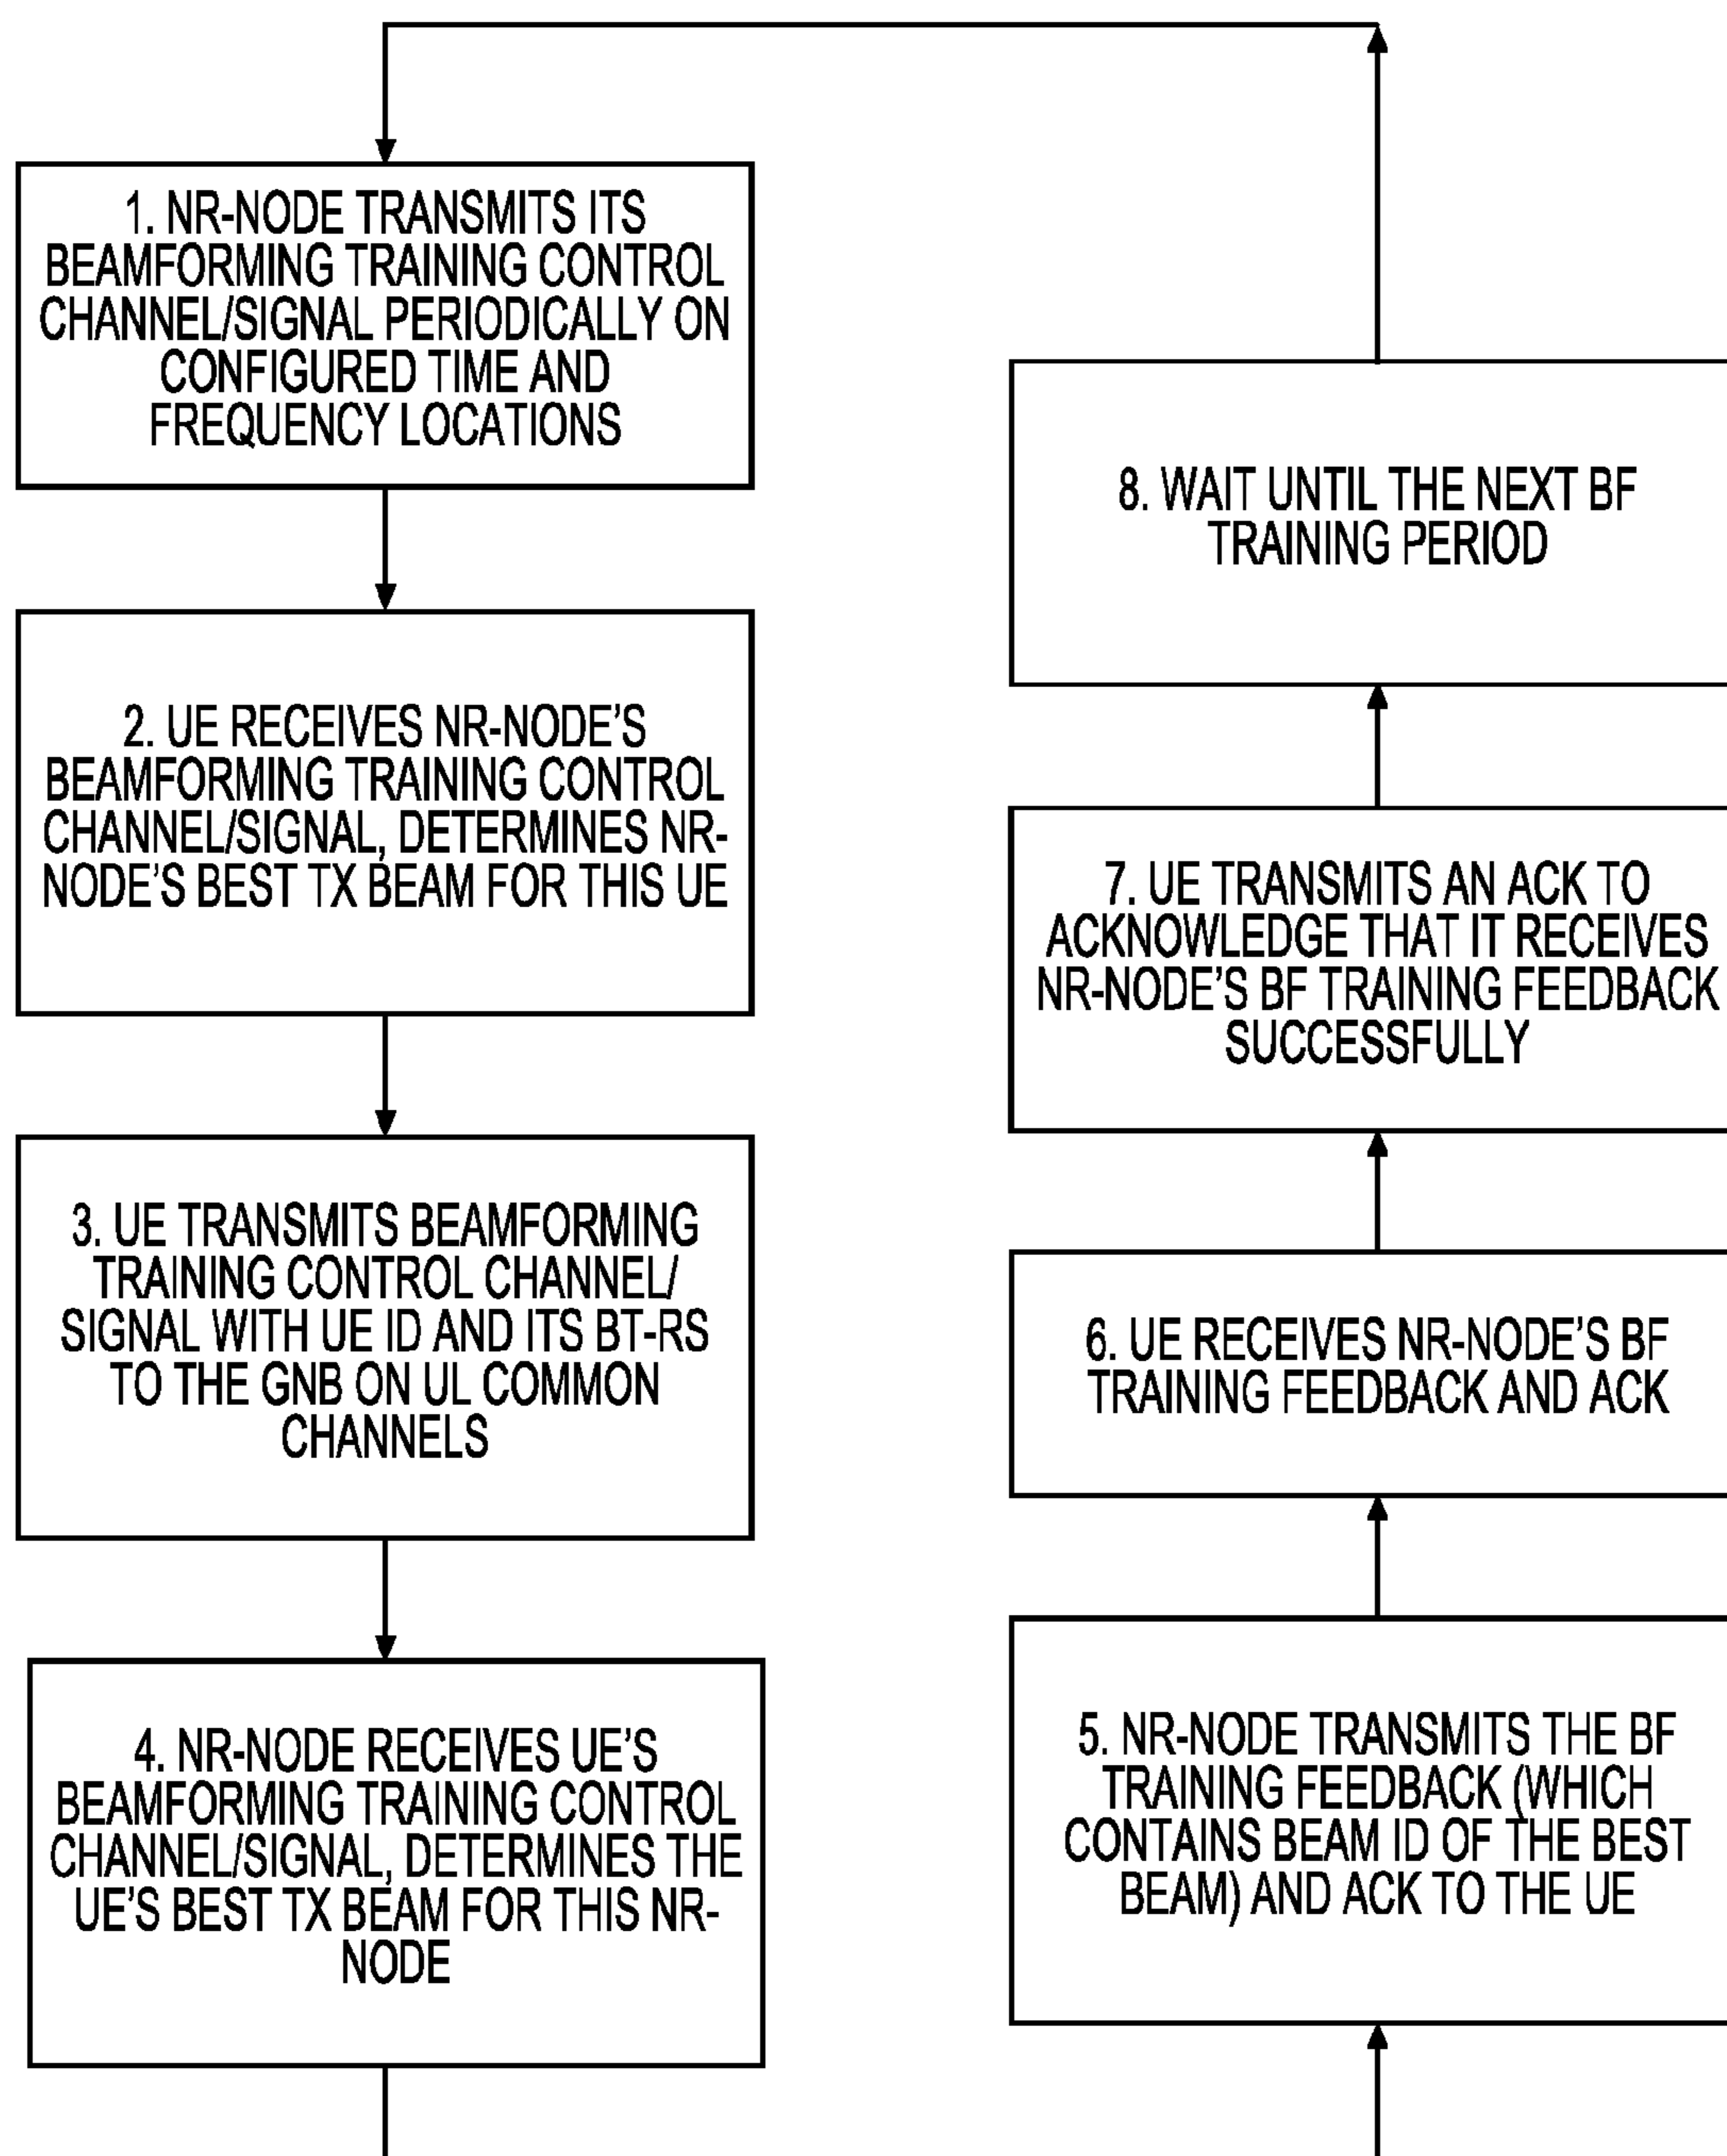 1. NR-NODE TRANSMITS ITS
BEAMFORMING TRAINING CONTROL
CHANNEL/SIGNAL PERIODICALLY ON
CONFIGURED TIME AND
FREQUENCY LOCATIONS
2. UE RECEIVES NR-NODE'S
BEAMFORMING TRAINING CONTROL
CHANNEL/SIGNAL, DETERMINES NR-
NODE'S BEST TX BEAM FOR THIS UE
3. UE TRANSMITS BEAMFORMING
TRAINING CONTROL CHANNEL/
SIGNAL WITH UE ID AND ITS BT-RS
TO THE GNB ON UL COMMON
CHANNELS
4. NR-NODE RECEIVES UE'S
BEAMFORMING TRAINING CONTROL
CHANNEL/SIGNAL, DETERMINES THE
UE'S BEST TX BEAM FOR THIS NR-
NODE
5. NR-NODE TRANSMITS THE BF
TRAINING FEEDBACK (WHICH
CONTAINS BEAM ID OF THE BEST
BEAM) AND ACK TO THE UE
6. UE RECEIVES NR-NODE'S BF
TRAINING FEEDBACK AND ACK
7. UE TRANSMITS AN ACK TO
ACKNOWLEDGE THAT IT RECEIVES
NR-NODE'S BF TRAINING FEEDBACK
SUCCESSFULLY
8. WAIT UNTIL THE NEXT BF
TRAINING PERIOD